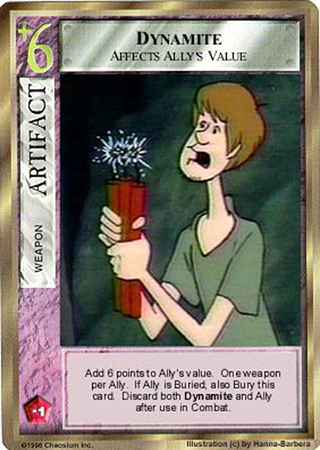 +6
DYNAMITE
AFFECTS ALLY'S VALUE
ARTIFACT
WEAPON
Add 6 points to Ally's value. One weapon
per Ally. If Ally is Buried, also Bury this
card. Discard both Dynamite and Ally
after use in Combat.
-1
©1996 Chaosium Inc.
Illustration (c) by Hanna-Barbera